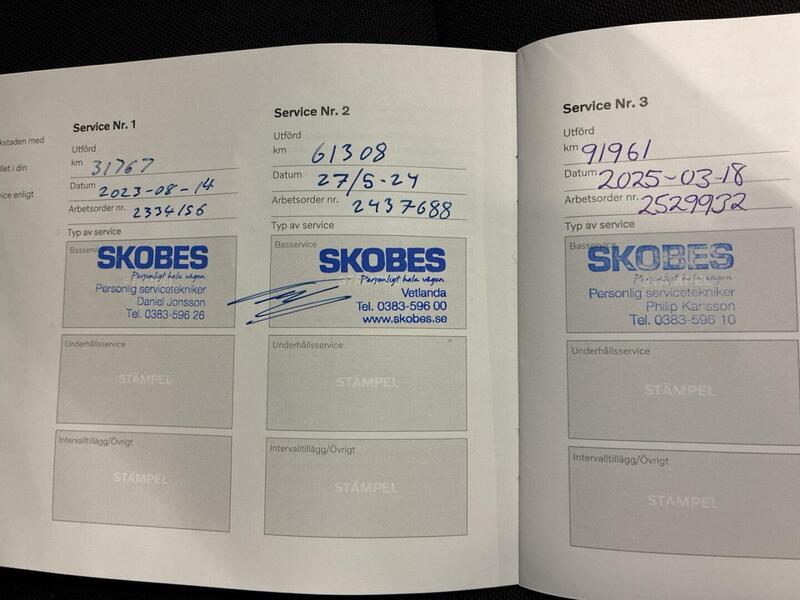 kstaden med
llet i din
vice enligt
Service Nr. 1
Utförd
km 31767
Datum 2023-08-14
Arbetsorder nr. 2334156
Typ av service
Basservice
SKOBES
Personligt hela vägen
Personlig servicetekniker
Daniel Jonsson
Tel. 0383-596 26
Underhållsservice
STÄMPEL
Intervalltillägg/Övrigt
STÄMPEL
Service Nr. 2
Utförd
km 61308
Datum 27/5-24
Arbetsorder nr. 2437688
Typ av service
Basservice
SKOBES
Personligt hela vägen
Vetlanda
Tel. 0383-596 00
www.skobes.se
Underhållsservice
STÄMPEL
Intervalltillägg/Övrigt
STÄMPEL
Service Nr. 3
Utförd
km 91961
Datum 2025-03-18
Arbetsorder nr. 2529932
Typ av service
Basservice
SKOBES
Personligt hela vägen
Personlig servicetekniker
Philip Karlsson
Tel. 0383-596 10
Underhållsservice
STÄMPEL
Intervalltillägg/Övrigt
STÄMPEL